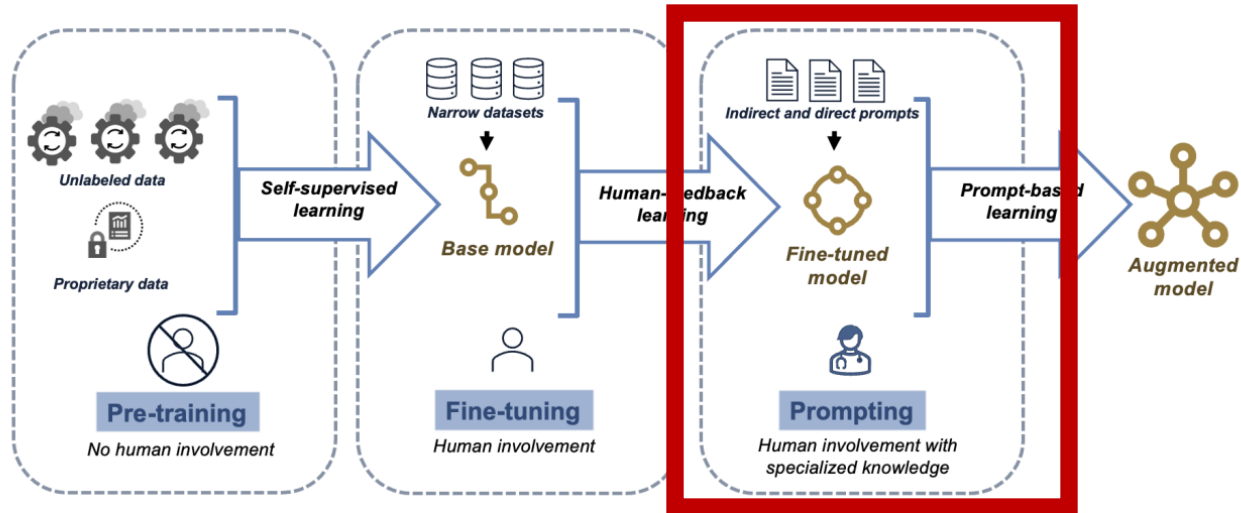 Unlabeled data
Proprietary data
Pre-training
No human involvement
Self-supervised
learning
Narrow datasets
Base model
Fine-tuning
Human involvement
Human-feedback
learning
Indirect and direct prompts
Fine-tuned
model
Prompting
Human involvement with
specialized knowledge
Prompt-based
learning
Augmented
model